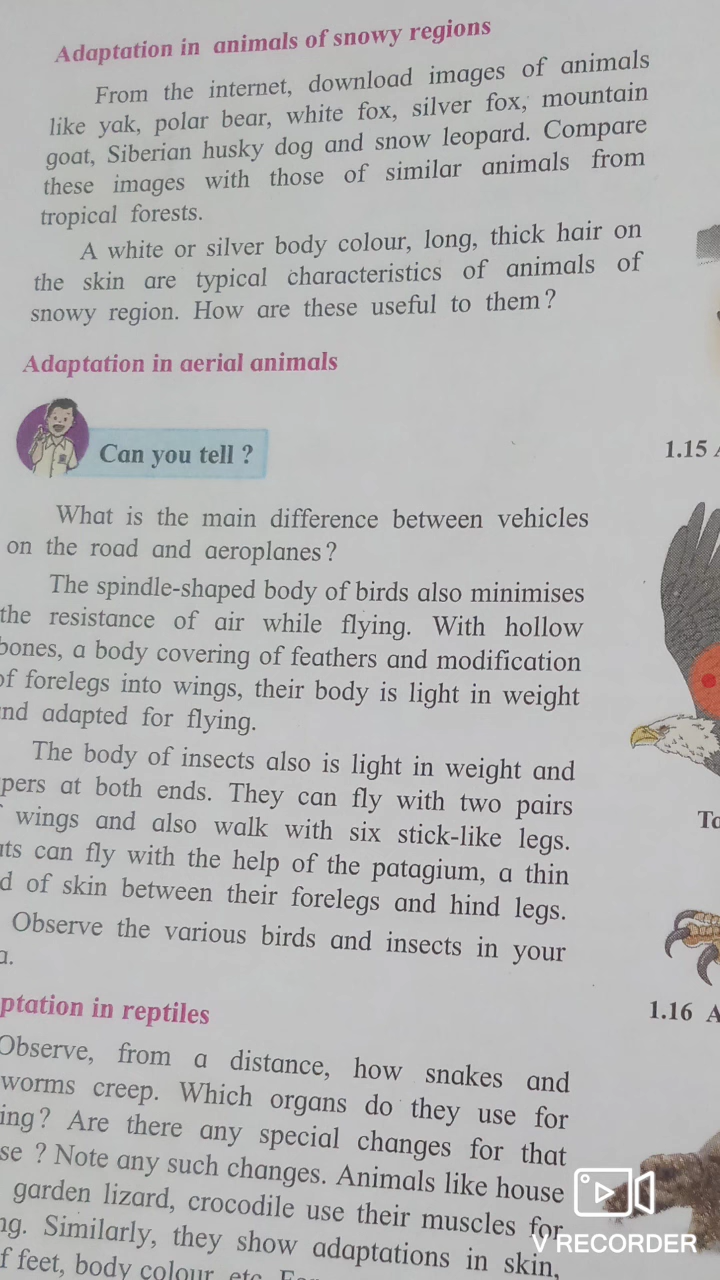 Adaptation in animals of snowy regions
From the internet, download images of animals
like yak, polar bear, white fox, silver fox, mountain
goat, Siberian husky dog and snow leopard. Compare
these images with those of similar animals from
tropical forests.
A white or silver body colour, long, thick hair on
the skin are typical characteristics of animals of
snowy region. How are these useful to them?
Adaptation in aerial animals
Can you tell ?
1.15
What is the main difference between vehicles
on the road and aeroplanes?
The spindle-shaped body of birds also minimises
the resistance of air while flying. With hollow
bones, a body covering of feathers and modification
of forelegs into wings, their body is light in weight
nd adapted for flying.
The body of insects also is light in weight and
pers at both ends. They can fly with two pairs
wings and also walk with six stick-like legs.
ats can fly with the help of the patagium, a thin
d of skin between their forelegs and hind legs.
Observe the various birds and insects in your
a.
ptation in reptiles
1.16 A
Observe, from a distance, how snakes and
worms creep. Which organs do they use for
ing? Are there any special changes for that
se ? Note any such changes. Animals like house
garden lizard, crocodile use their muscles for
ng. Similarly, they show adaptations in skin,
f feet, body colour, etc.
V RECORDER